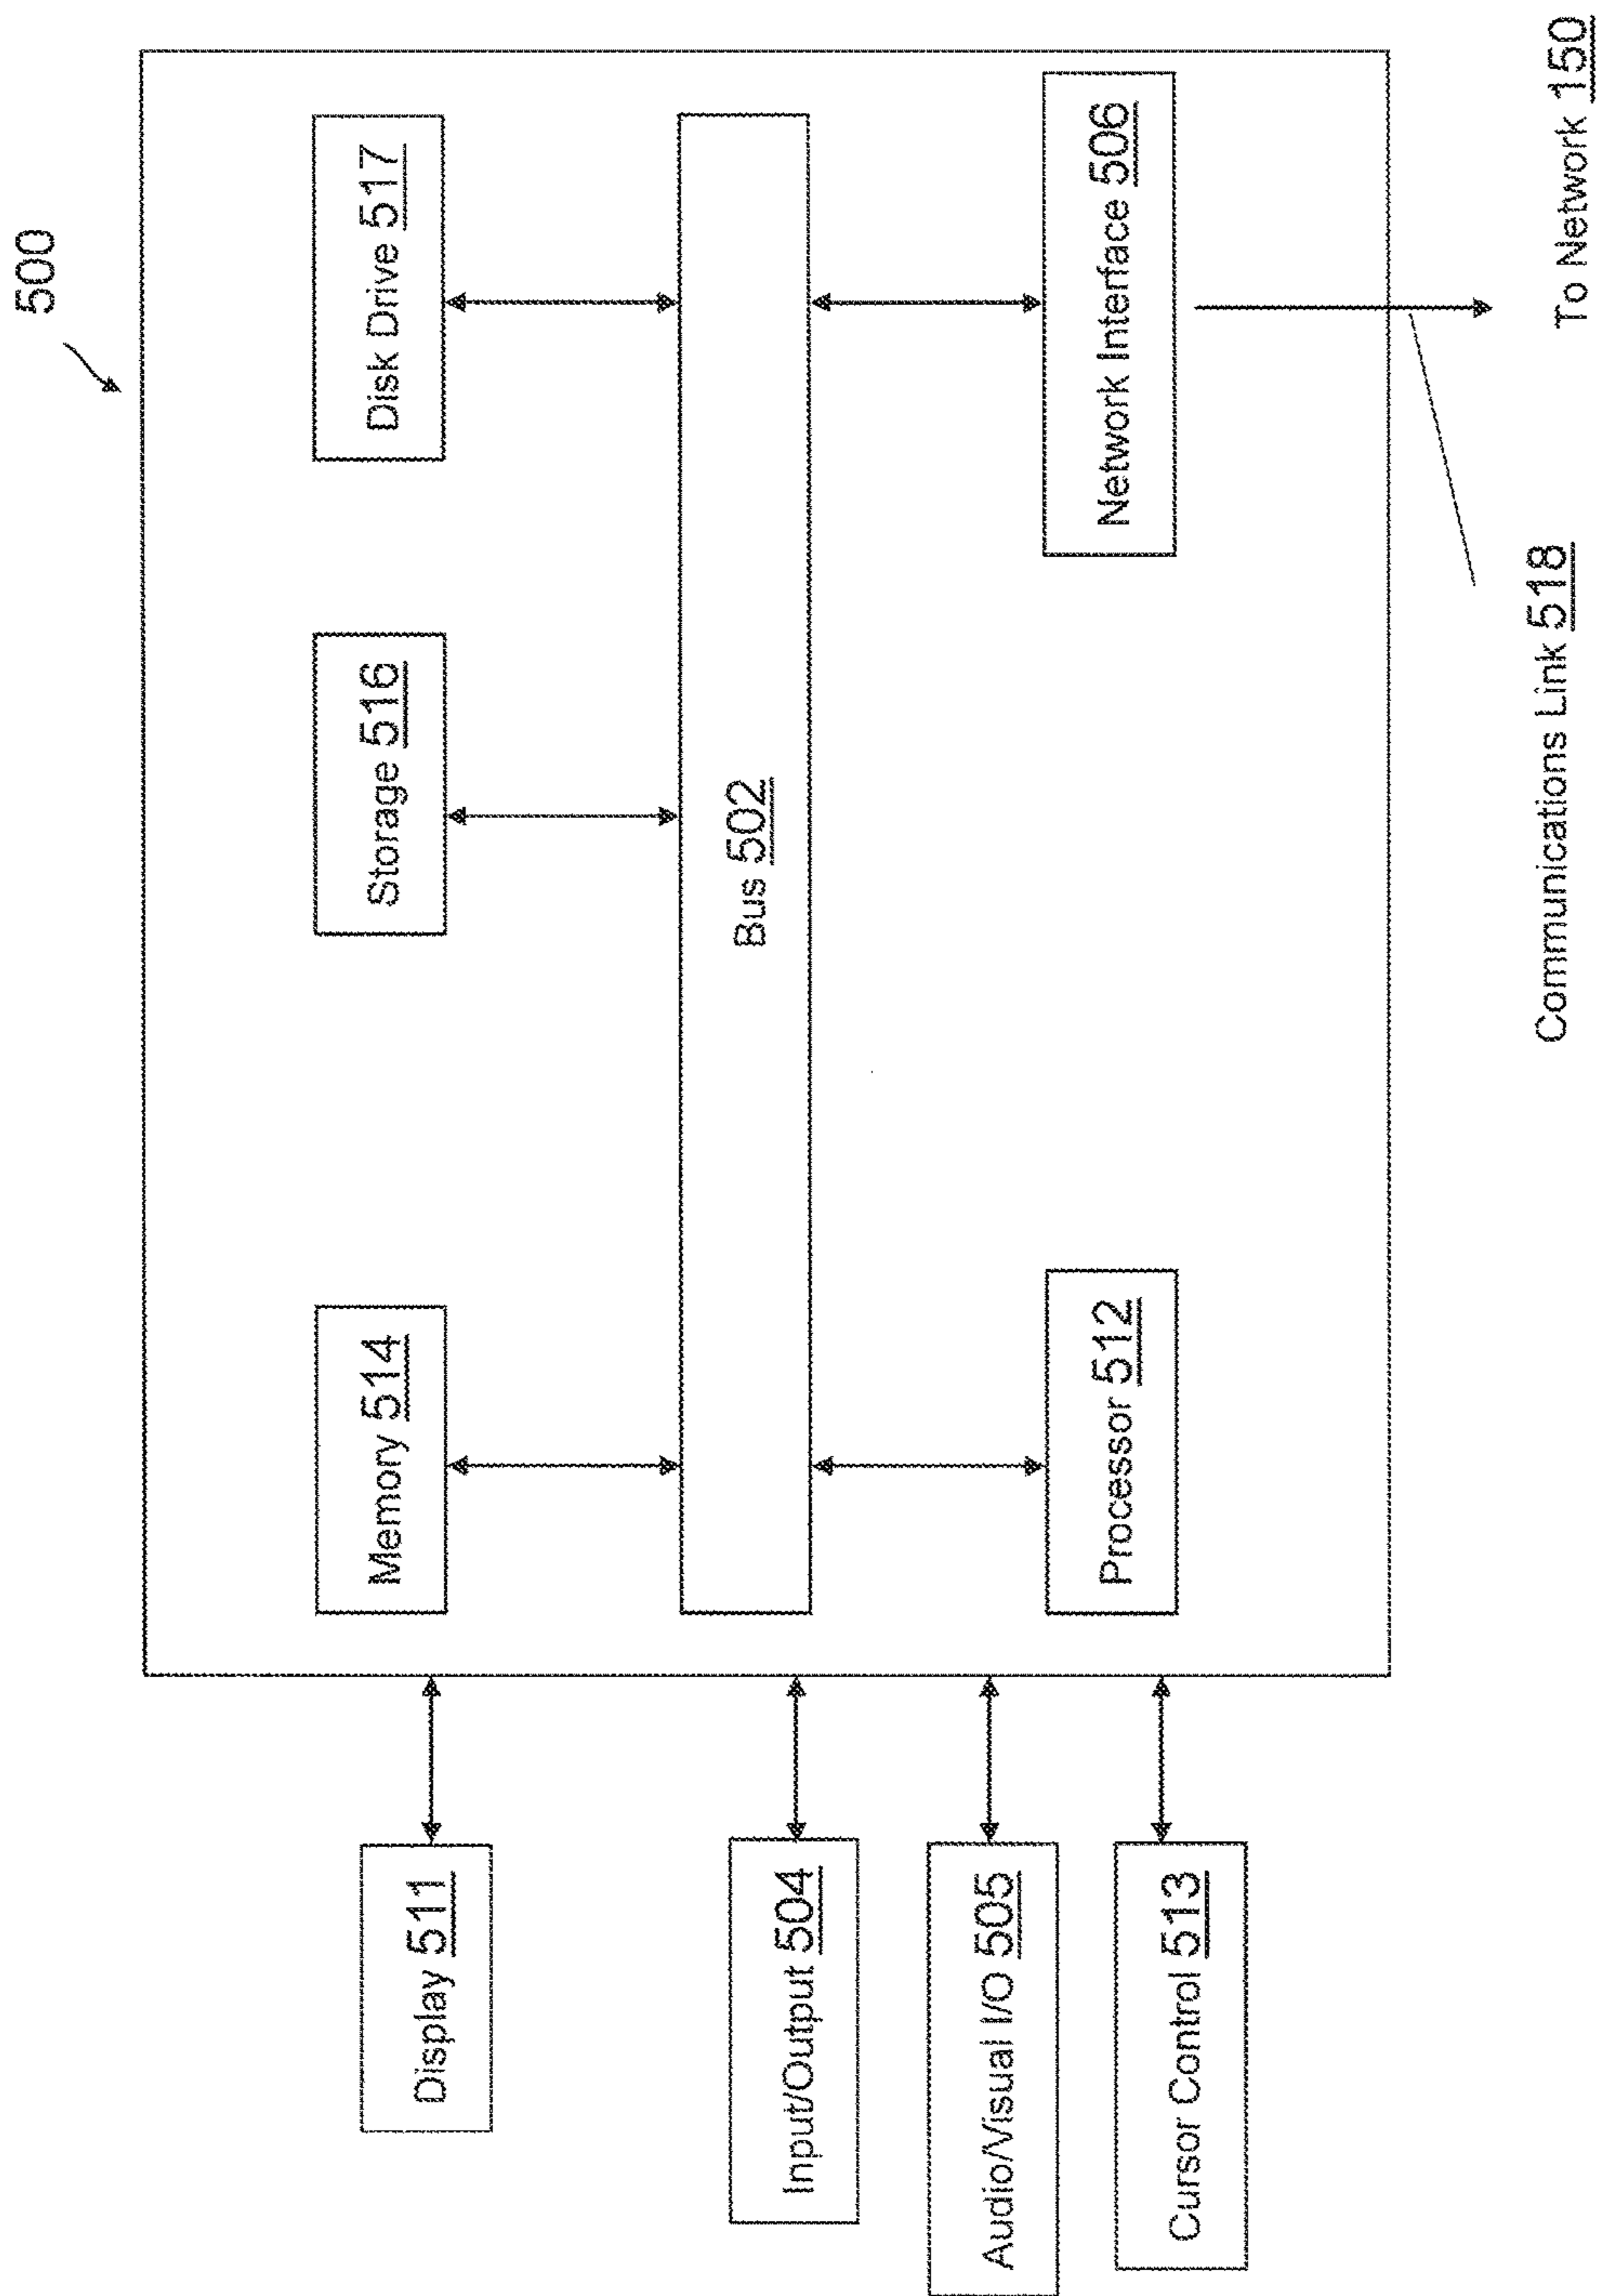 500
Display 511
Memory 514
Storage 516
Disk Drive 517
Input/Output 504
Bus 502
Audio/Visual I/O 505
Cursor Control 513
Processor 512
Network Interface 506
Communications Link 518
To Network 150